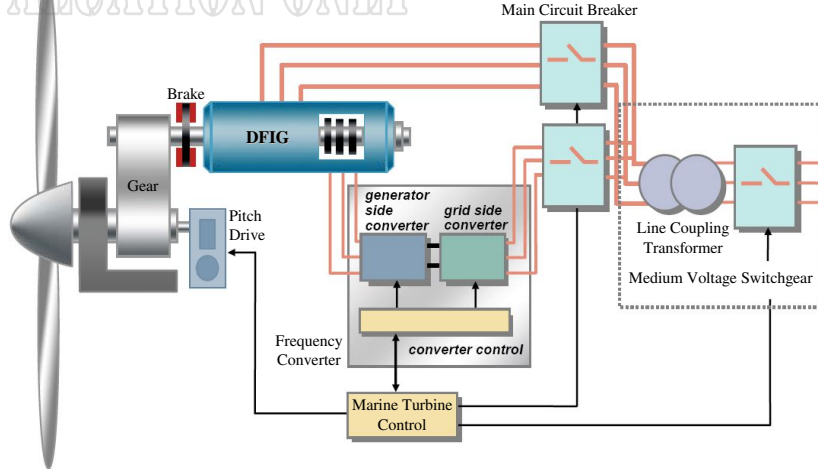 Main Circuit Breaker
Brake
DFIG
Gear
generator
side
converter
grid side
converter
Pitch
Drive
Line Coupling
Transformer
Medium Voltage Switchgear
Frequency
Converter
converter control
Marine Turbine
Control